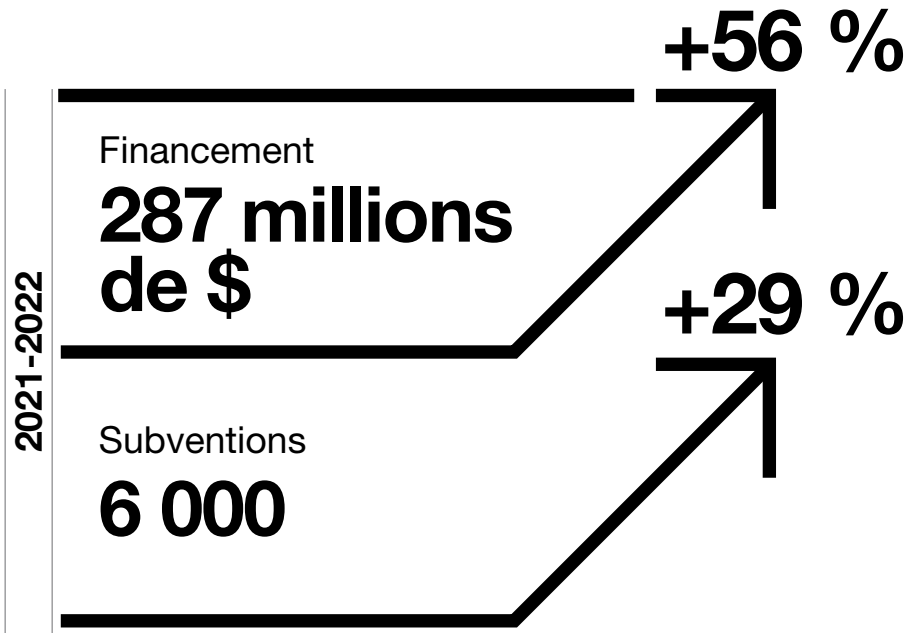 2021-2022
+56 %
Financement
287 millions
de $
+29 %
Subventions
6 000